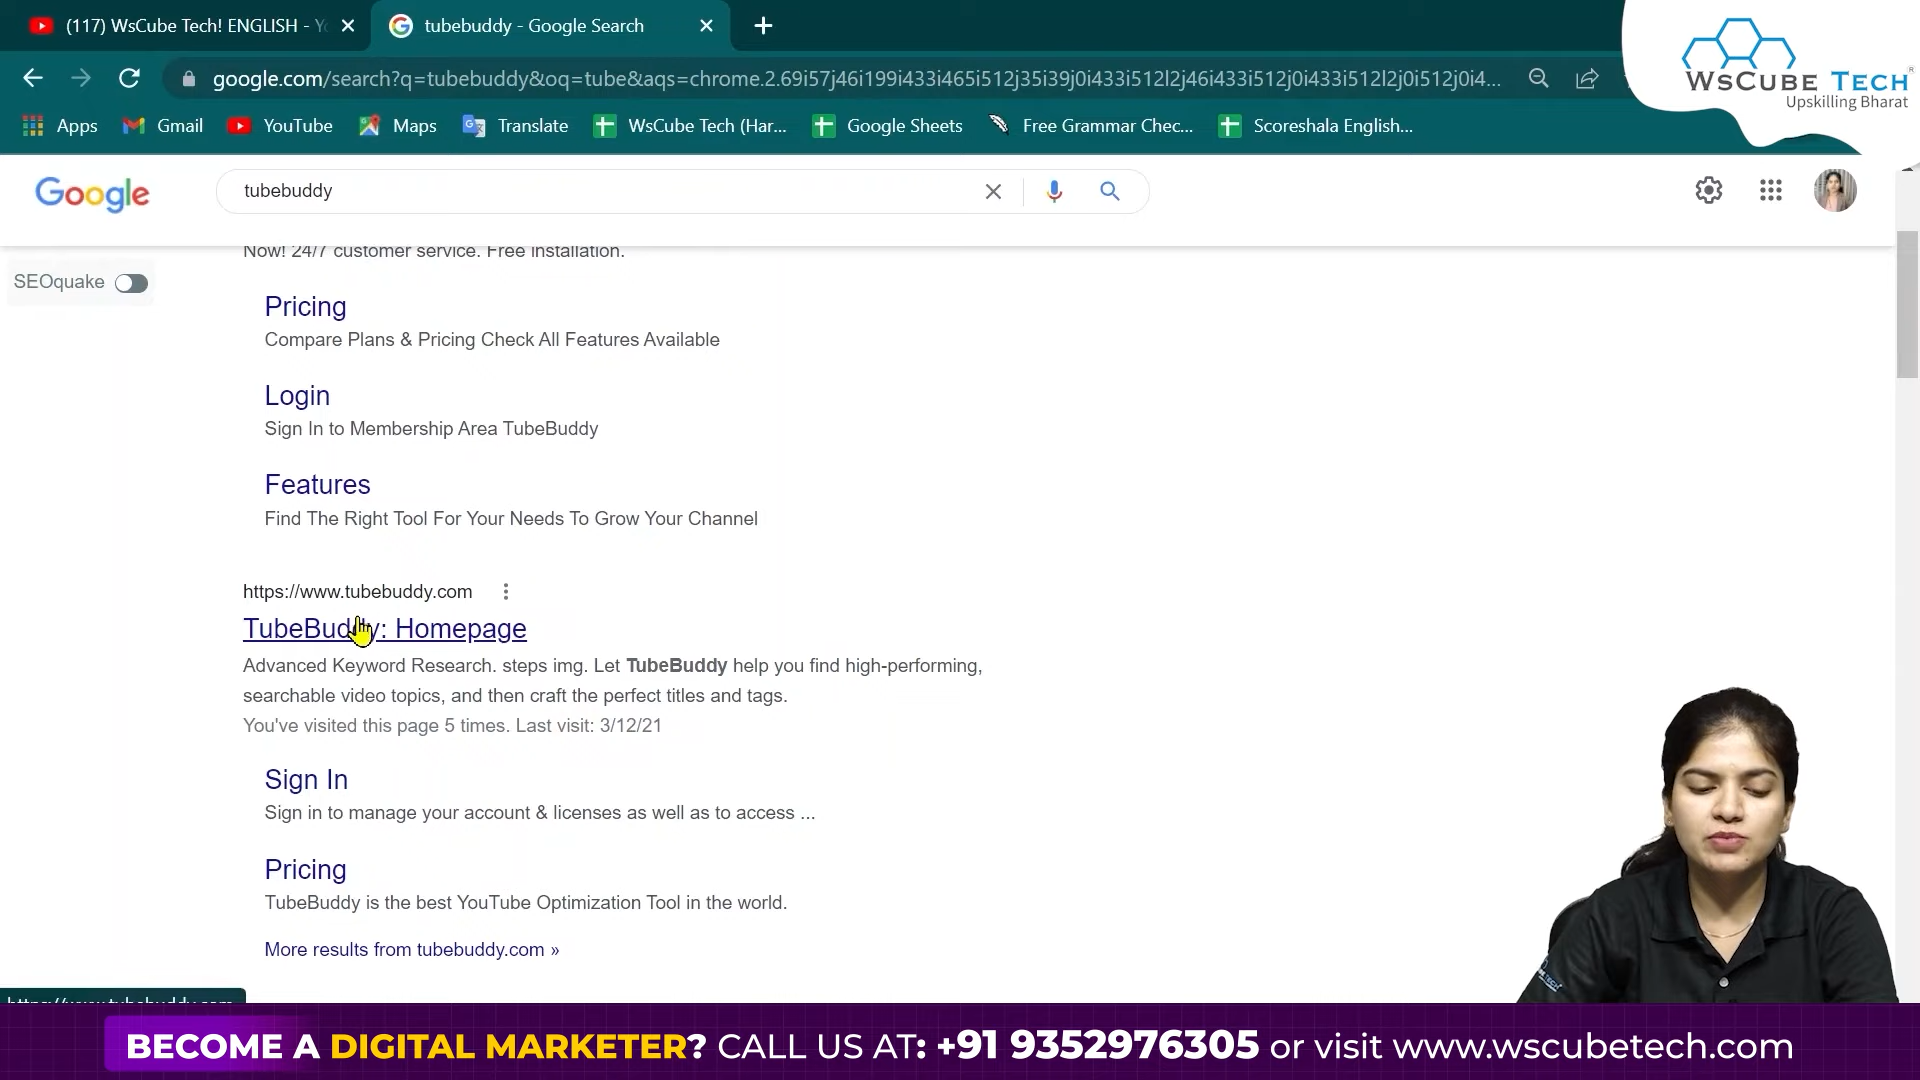 (117) WsCube Tech! ENGLISH - Yo
tubebuddy - Google Search
google.com/search?q=tubebuddy&oq=tube&aqs=chrome.2.69i57j46i199i433i465i512j35i39j0i433i512l2j46i433i512j0i433i512l2j0i512j0i4...
WsCube Tech®
Upskilling Bharat
Apps
Gmail
YouTube
Maps
Translate
WsCube Tech (Har...
Google Sheets
Free Grammar Chec...
Scoreshala English...
Google
tubebuddy
Now! 24/7 customer service. Free installation.
SEOquake
Pricing
Compare Plans & Pricing Check All Features Available
Login
Sign In to Membership Area TubeBuddy
Features
Find The Right Tool For Your Needs To Grow Your Channel
https://www.tubebuddy.com
TubeBuddy: Homepage
Advanced Keyword Research. steps img. Let TubeBuddy help you find high-performing,
searchable video topics, and then craft the perfect titles and tags.
You've visited this page 5 times. Last visit: 3/12/21
Sign In
Sign in to manage your account & licenses as well as to access ...
Pricing
TubeBuddy is the best YouTube Optimization Tool in the world.
More results from tubebuddy.com »
https://www.tubebuddy.com
BECOME A DIGITAL MARKETER? CALL US AT: +91 9352976305 or visit www.wscubetech.com